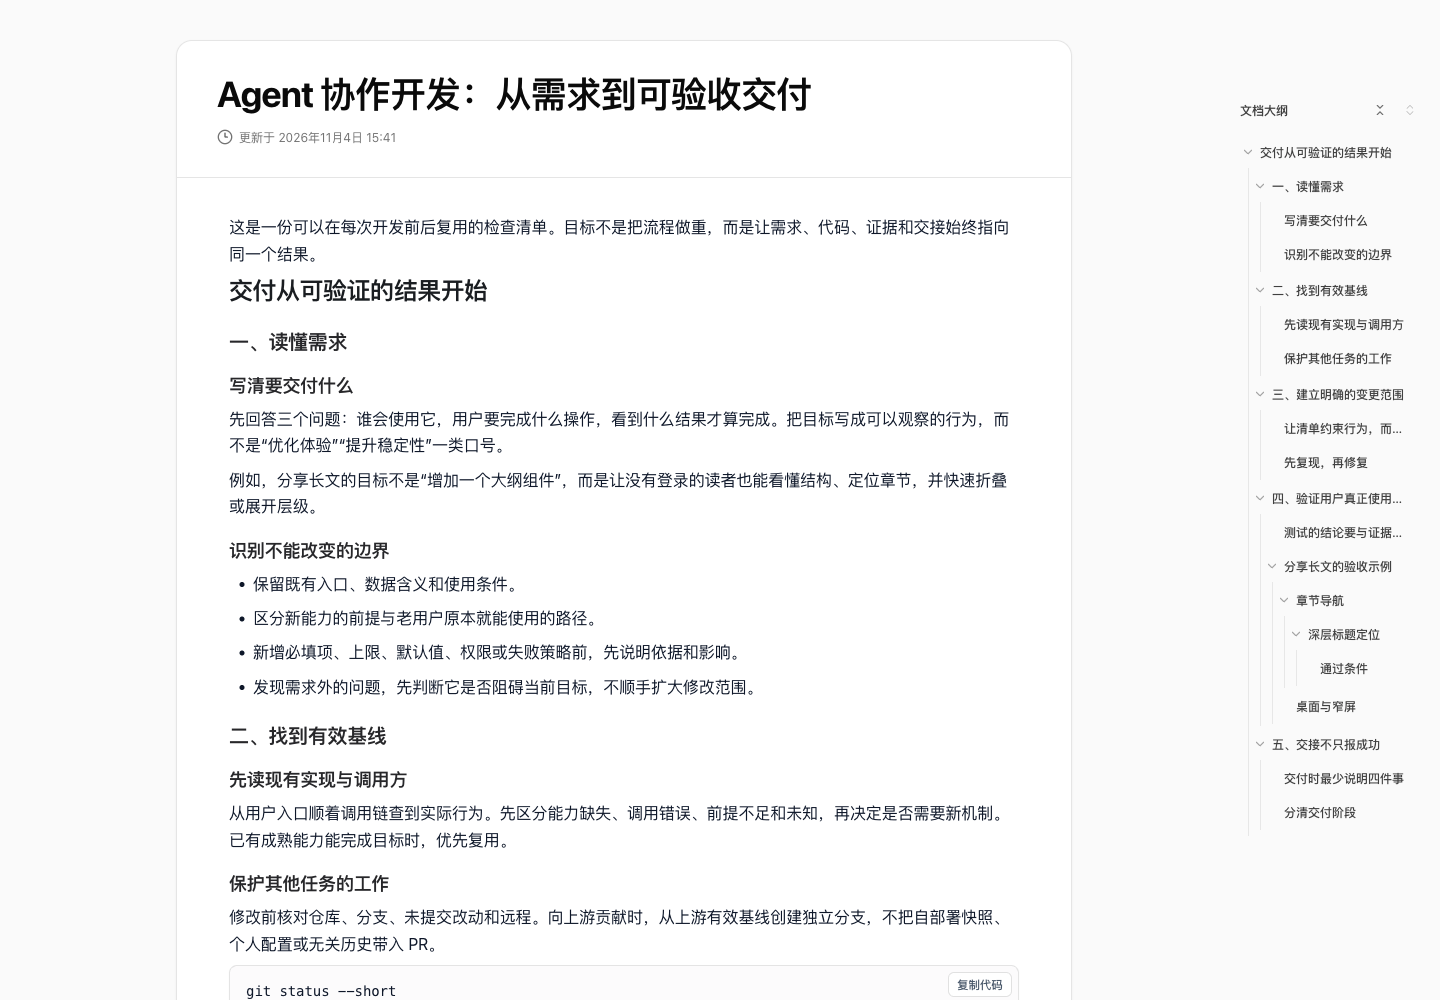 Agent 协作开发：从需求到可验收交付
更新于 2026年11月4日 15:41
这是一份可以在每次开发前后复用的检查清单。目标不是把流程做重，而是让需求、代码、证据和交接始终指向
同一个结果。
交付从可验证的结果开始
一、读懂需求
写清要交付什么
先回答三个问题：谁会使用它，用户要完成什么操作，看到什么结果才算完成。把目标写成可以观察的行为，而
不是“优化体验”“提升稳定性”一类口号。
例如，分享长文的目标不是“增加一个大纲组件”，而是让没有登录的读者也能看懂结构、定位章节，并快速折叠
或展开层级。
识别不能改变的边界
• 保留既有入口、数据含义和使用条件。
• 区分新能力的前提与老用户原本就能使用的路径。
• 新增必填项、上限、默认值、权限或失败策略前，先说明依据和影响。
• 发现需求外的问题，先判断它是否阻碍当前目标，不顺手扩大修改范围。
二、找到有效基线
先读现有实现与调用方
从用户入口顺着调用链查到实际行为。先区分能力缺失、调用错误、前提不足和未知，再决定是否需要新机制。
已有成熟能力能完成目标时，优先复用。
保护其他任务的工作
修改前核对仓库、分支、未提交改动和远程。向上游贡献时，从上游有效基线创建独立分支，不把自部署快照、
个人配置或无关历史带入 PR。
复制代码
git status --short
文档大纲
交付从可验证的结果开始
一、读懂需求
写清要交付什么
识别不能改变的边界
二、找到有效基线
先读现有实现与调用方
保护其他任务的工作
三、建立明确的变更范围
让清单约束行为，而...
先复现，再修复
四、验证用户真正使用...
测试的结论要与证据...
分享长文的验收示例
章节导航
深层标题定位
通过条件
桌面与窄屏
五、交接不只报成功
交付时最少说明四件事
分清交付阶段